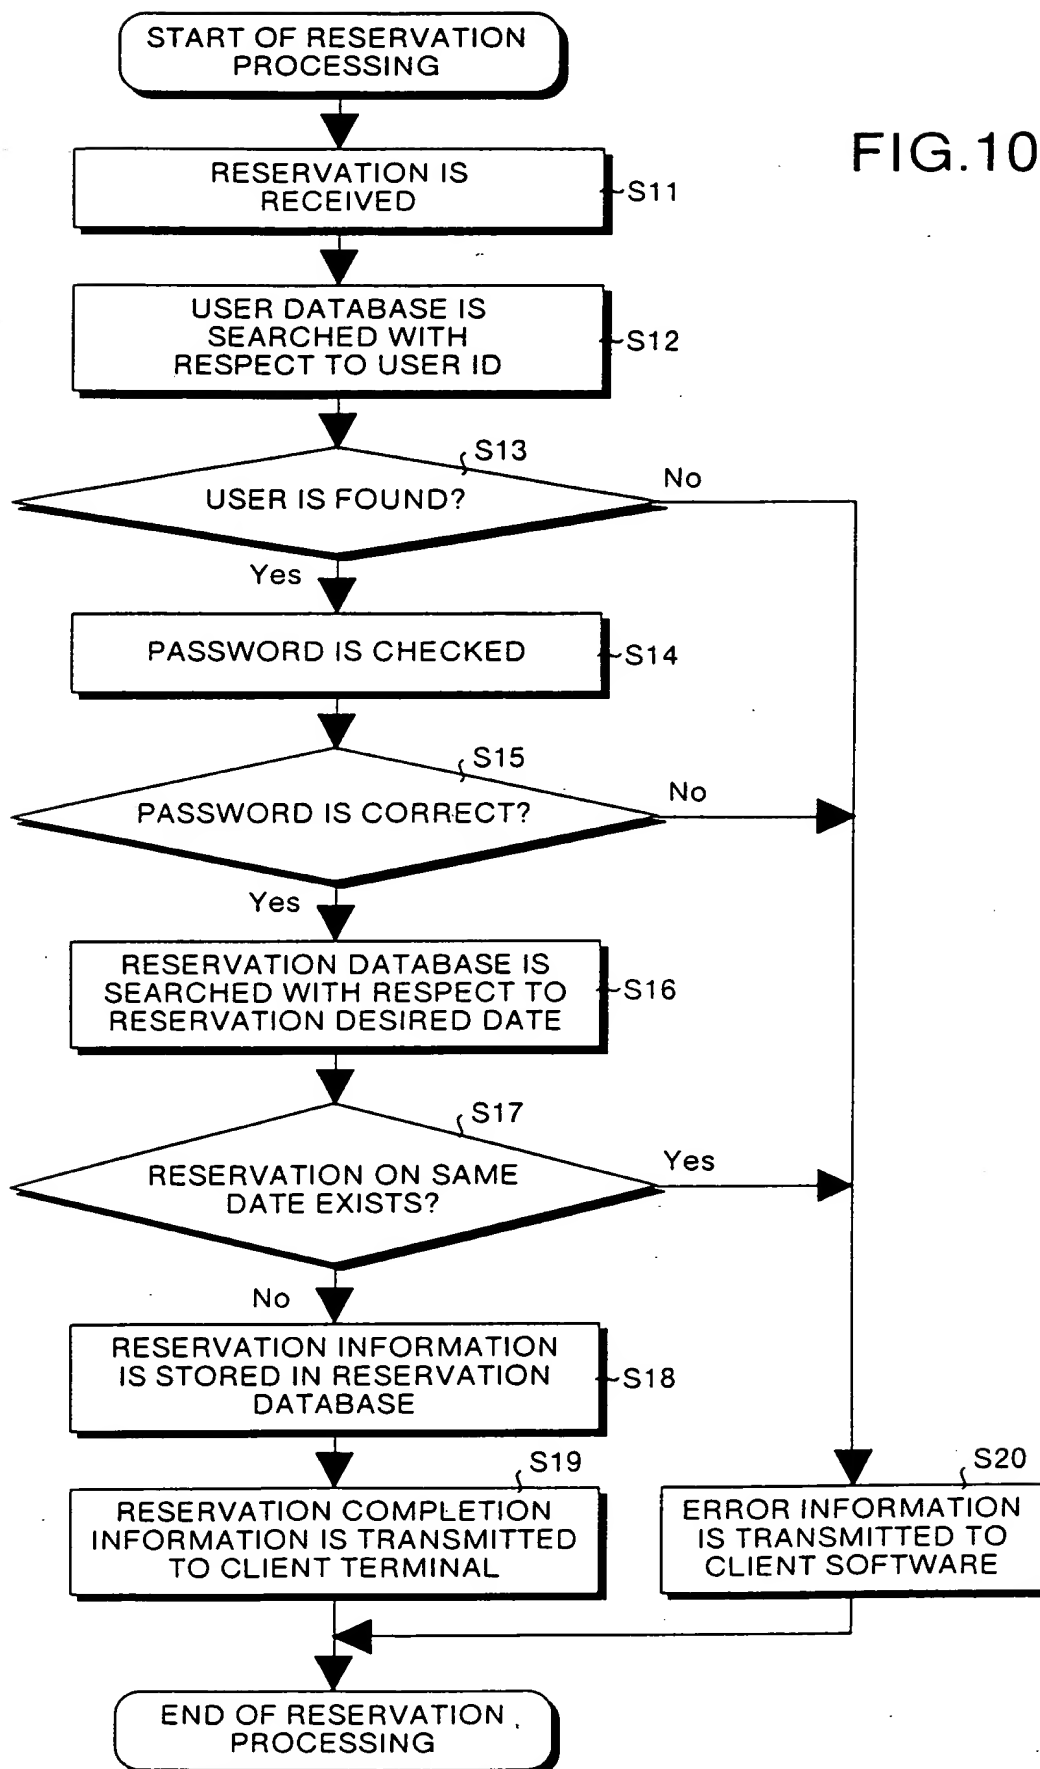 START OF RESERVATION
PROCESSING
FIG.10
RESERVATION IS
RECEIVED
S11
USER DATABASE IS
SEARCHED WITH
RESPECT TO USER ID
S12
S13
USER IS FOUND?
No
Yes
PASSWORD IS CHECKED
S14
S15
PASSWORD IS CORRECT?
No
Yes
RESERVATION DATABASE IS
SEARCHED WITH RESPECT TO
RESERVATION DESIRED DATE
S16
S17
RESERVATION ON SAME
DATE EXISTS?
Yes
No
RESERVATION INFORMATION
IS STORED IN RESERVATION
DATABASE
S18
S19
RESERVATION COMPLETION
INFORMATION IS TRANSMITTED
TO CLIENT TERMINAL
S20
ERROR INFORMATION
IS TRANSMITTED TO
CLIENT SOFTWARE
END OF RESERVATION
PROCESSING